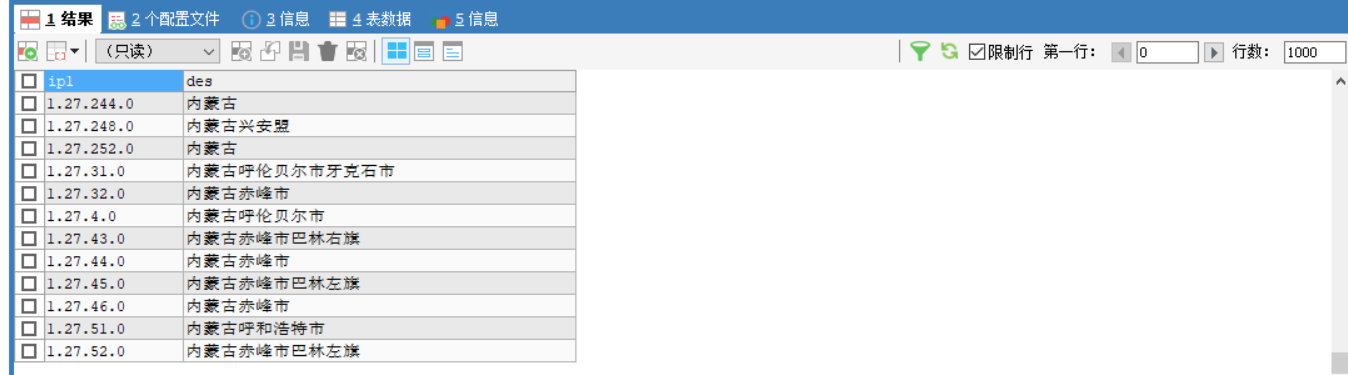 1 结果 2 个配置文件 3 信息 4 表数据 5 信息
（只读） 限制行 第一行： 0 行数： 1000
ip1 des
1.27.244.0 内蒙古
1.27.248.0 内蒙古兴安盟
1.27.252.0 内蒙古
1.27.31.0 内蒙古呼伦贝尔市牙克石市
1.27.32.0 内蒙古赤峰市
1.27.4.0 内蒙古呼伦贝尔市
1.27.43.0 内蒙古赤峰市巴林右旗
1.27.44.0 内蒙古赤峰市
1.27.45.0 内蒙古赤峰市巴林左旗
1.27.46.0 内蒙古赤峰市
1.27.51.0 内蒙古呼和浩特市
1.27.52.0 内蒙古赤峰市巴林左旗